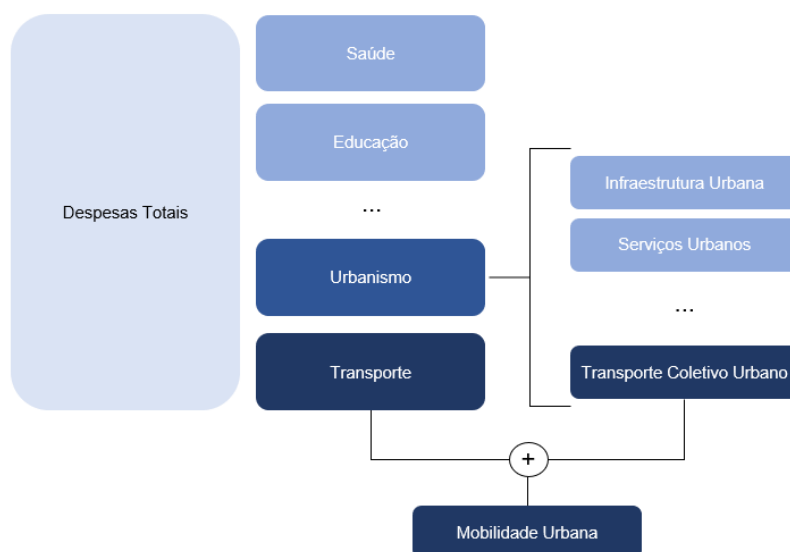 Despesas Totais
Saúde
Educação
...
Urbanismo
Transporte
Infraestrutura Urbana
Serviços Urbanos
...
Transporte Coletivo Urbano
+
Mobilidade Urbana